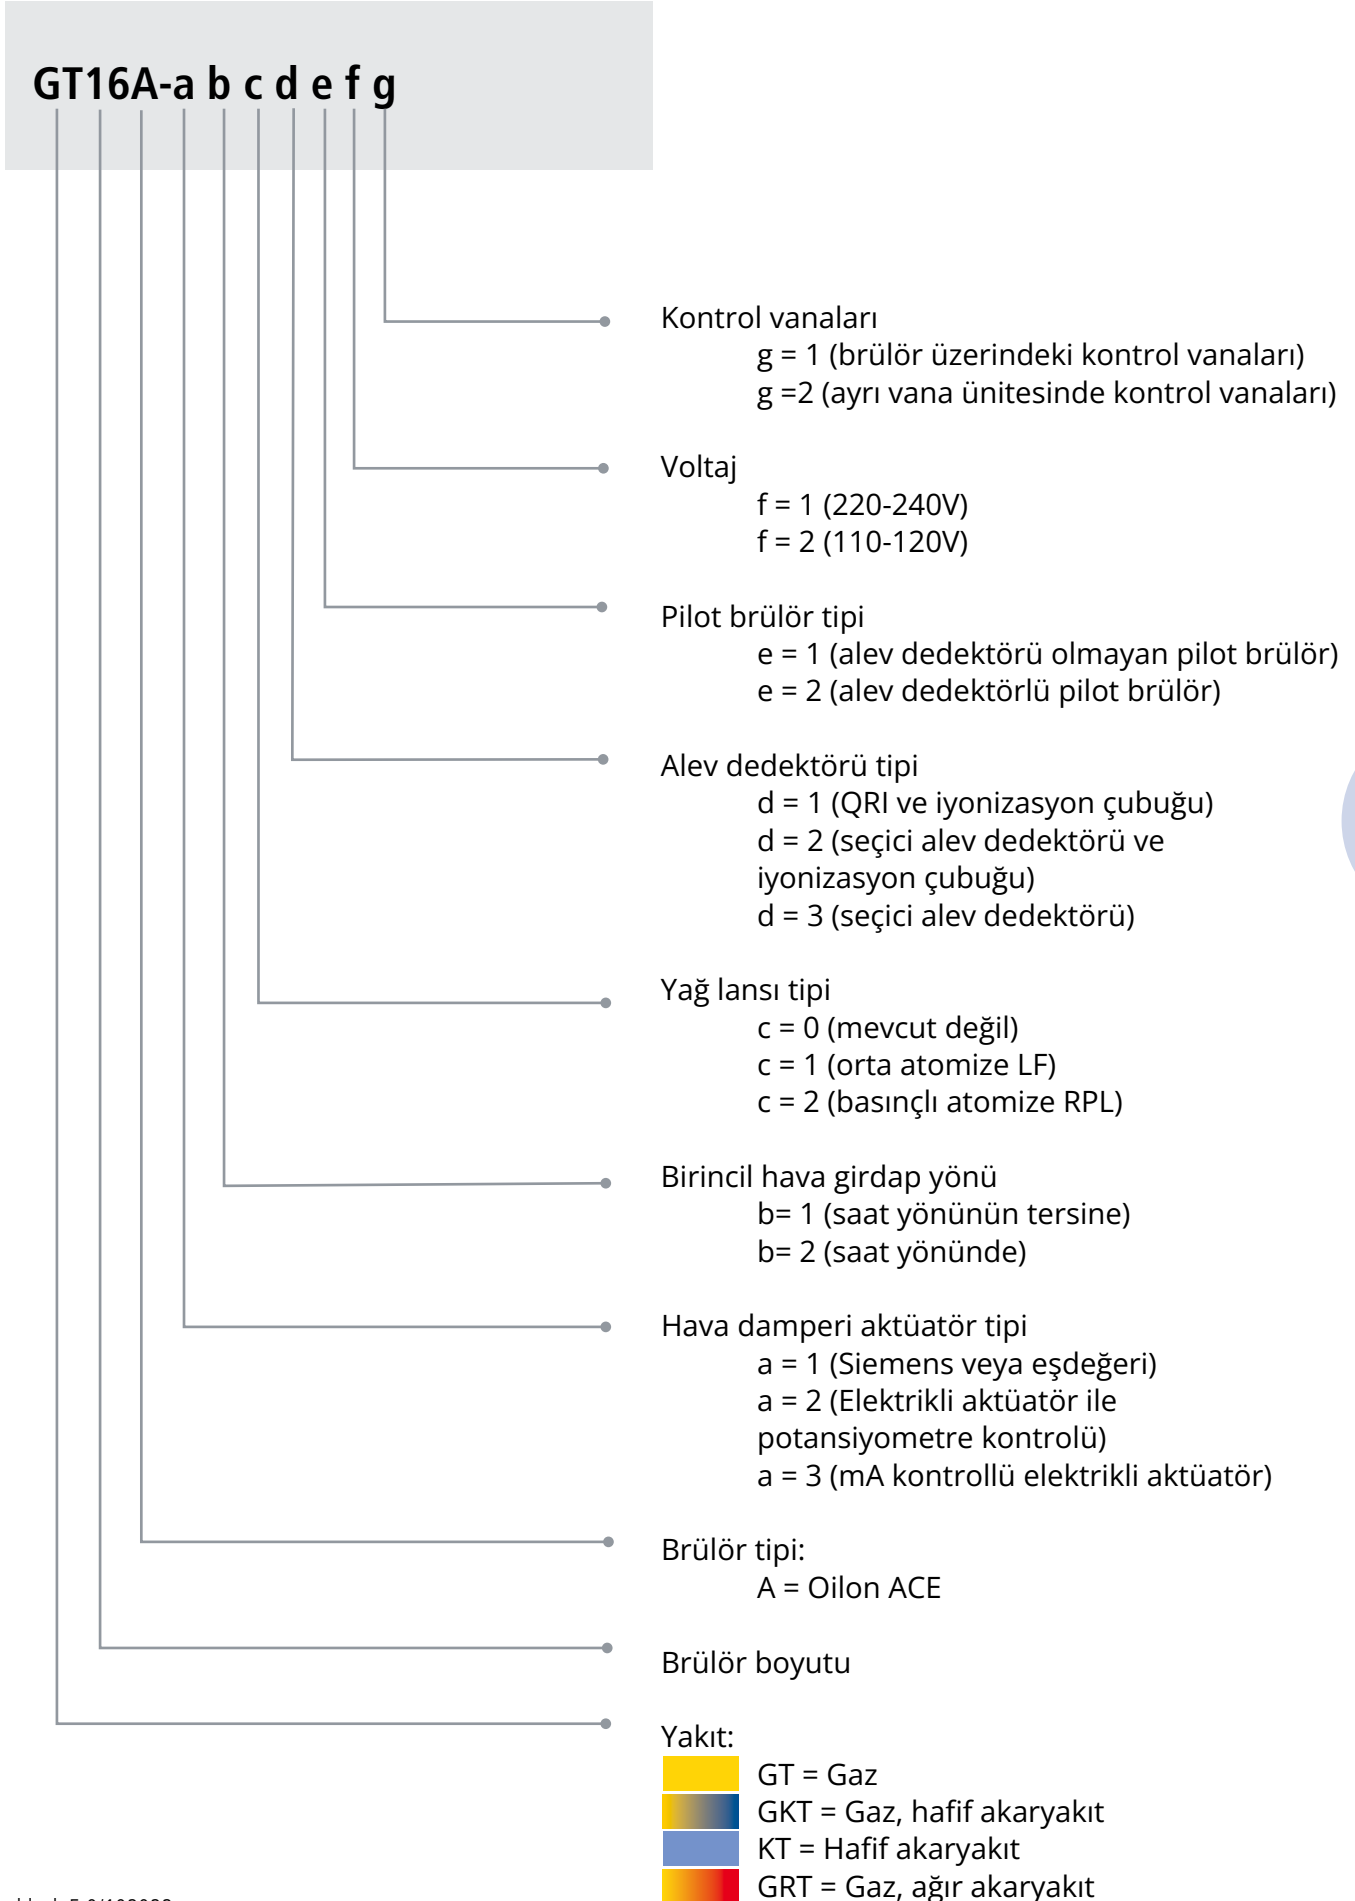 GT16A-a b c d e f g
Kontrol vanaları
g = 1 (brülör üzerindeki kontrol vanaları)
g =2 (ayrı vana ünitesinde kontrol vanaları)
Voltaj
f = 1 (220-240V)
f = 2 (110-120V)
Pilot brülör tipi
e = 1 (alev dedektörü olmayan pilot brülör)
e = 2 (alev dedektörlü pilot brülör)
Alev dedektörü tipi
d = 1 (QRI ve iyonizasyon çubuğu)
d = 2 (seçici alev dedektörü ve
iyonizasyon çubuğu)
d = 3 (seçici alev dedektörü)
Yağ lansı tipi
c = 0 (mevcut değil)
c = 1 (orta atomize LF)
c = 2 (basınçlı atomize RPL)
Birincil hava girdap yönü
b= 1 (saat yönünün tersine)
b= 2 (saat yönünde)
Hava damperi aktüatör tipi
a = 1 (Siemens veya eşdeğeri)
a = 2 (Elektrikli aktüatör ile
potansiyometre kontrolü)
a = 3 (mA kontrollü elektrikli aktüatör)
Brülör tipi:
A = Oilon ACE
Brülör boyutu
Yakıt:
GT = Gaz
GKT = Gaz, hafif akaryakıt
KT = Hafif akaryakıt
GRT = Gaz, ağır akaryakıt